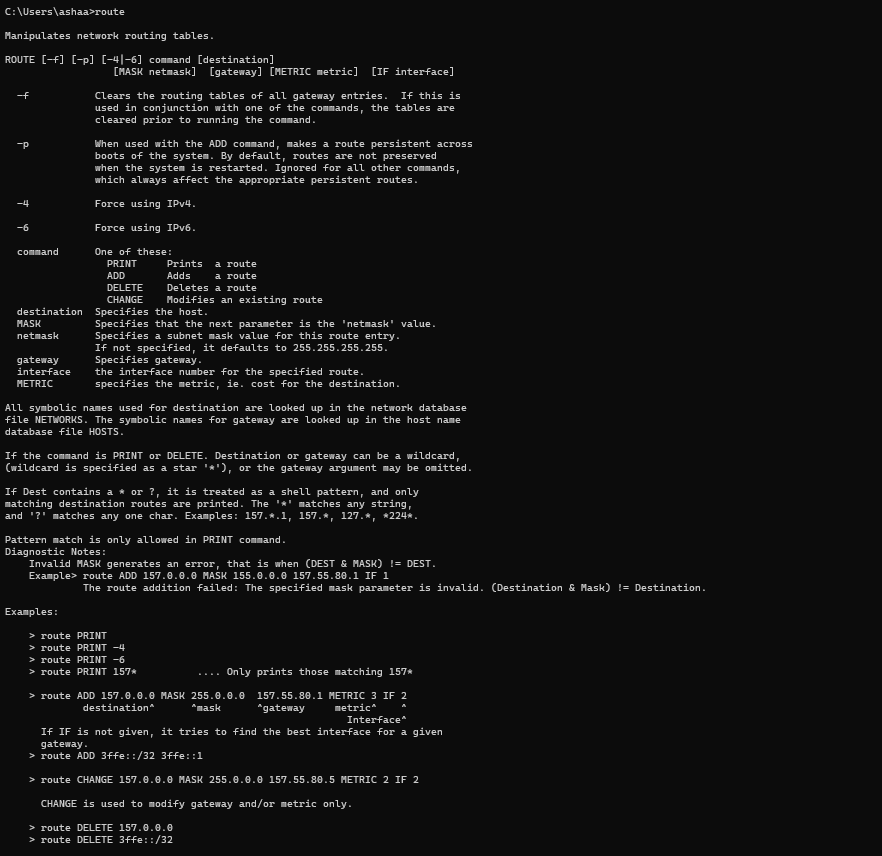 C:\Users\ashaa>route

Manipulates network routing tables.

ROUTE [-f] [-p] [-4|-6] command [destination]
                  [MASK netmask]  [gateway] [METRIC metric]  [IF interface]

  -f           Clears the routing tables of all gateway entries.  If this is
               used in conjunction with one of the commands, the tables are
               cleared prior to running the command.

  -p           When used with the ADD command, makes a route persistent across
               boots of the system. By default, routes are not preserved
               when the system is restarted. Ignored for all other commands,
               which always affect the appropriate persistent routes.

  -4           Force using IPv4.

  -6           Force using IPv6.

  command      One of these:
                 PRINT     Prints  a route
                 ADD       Adds    a route
                 DELETE    Deletes a route
                 CHANGE    Modifies an existing route
  destination  Specifies the host.
  MASK         Specifies that the next parameter is the 'netmask' value.
  netmask      Specifies a subnet mask value for this route entry.
               If not specified, it defaults to 255.255.255.255.
  gateway      Specifies gateway.
  interface    the interface number for the specified route.
  METRIC       specifies the metric, ie. cost for the destination.

All symbolic names used for destination are looked up in the network database
file NETWORKS. The symbolic names for gateway are looked up in the host name
database file HOSTS.

If the command is PRINT or DELETE. Destination or gateway can be a wildcard,
(wildcard is specified as a star '*'), or the gateway argument may be omitted.

If Dest contains a * or ?, it is treated as a shell pattern, and only
matching destination routes are printed. The '*' matches any string,
and '?' matches any one char. Examples: 157.*.1, 157.*, 127.*, *224*.

Pattern match is only allowed in PRINT command.
Diagnostic Notes:
    Invalid MASK generates an error, that is when (DEST & MASK) != DEST.
    Example> route ADD 157.0.0.0 MASK 155.0.0.0 157.55.80.1 IF 1
             The route addition failed: The specified mask parameter is invalid. (Destination & Mask) != Destination.

Examples:

    > route PRINT
    > route PRINT -4
    > route PRINT -6
    > route PRINT 157*          .... Only prints those matching 157*

    > route ADD 157.0.0.0 MASK 255.0.0.0  157.55.80.1 METRIC 3 IF 2
             destination^      ^mask      ^gateway     metric^    ^
                                                         Interface^
      If IF is not given, it tries to find the best interface for a given
      gateway.
    > route ADD 3ffe::/32 3ffe::1

    > route CHANGE 157.0.0.0 MASK 255.0.0.0 157.55.80.5 METRIC 2 IF 2

      CHANGE is used to modify gateway and/or metric only.

    > route DELETE 157.0.0.0
    > route DELETE 3ffe::/32